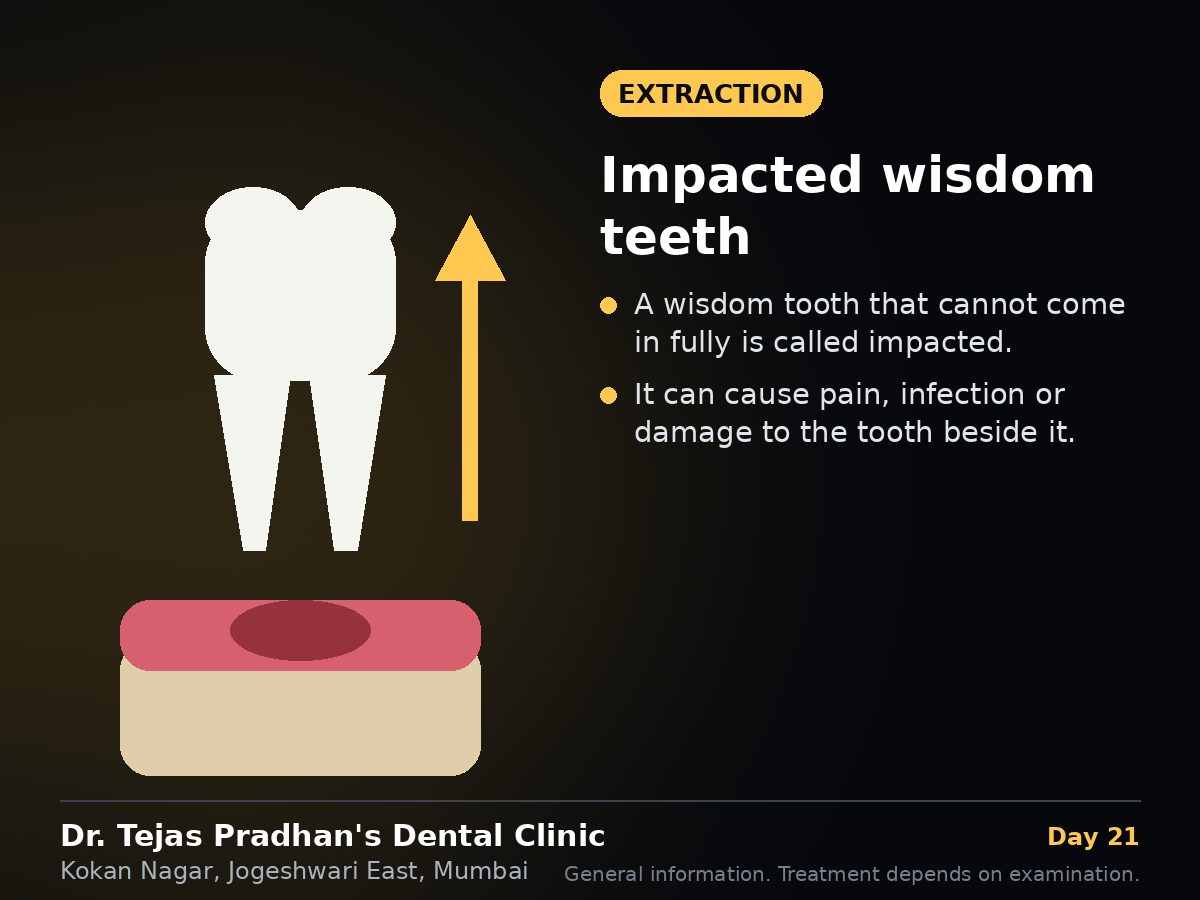 EXTRACTION
Impacted wisdom
teeth
A wisdom tooth that cannot come
in fully is called impacted.
It can cause pain, infection or
damage to the tooth beside it.
Dr. Tejas Pradhan's Dental Clinic
Day 21
Kokan Nagar, Jogeshwari East, Mumbai
General information. Treatment depends on examination.